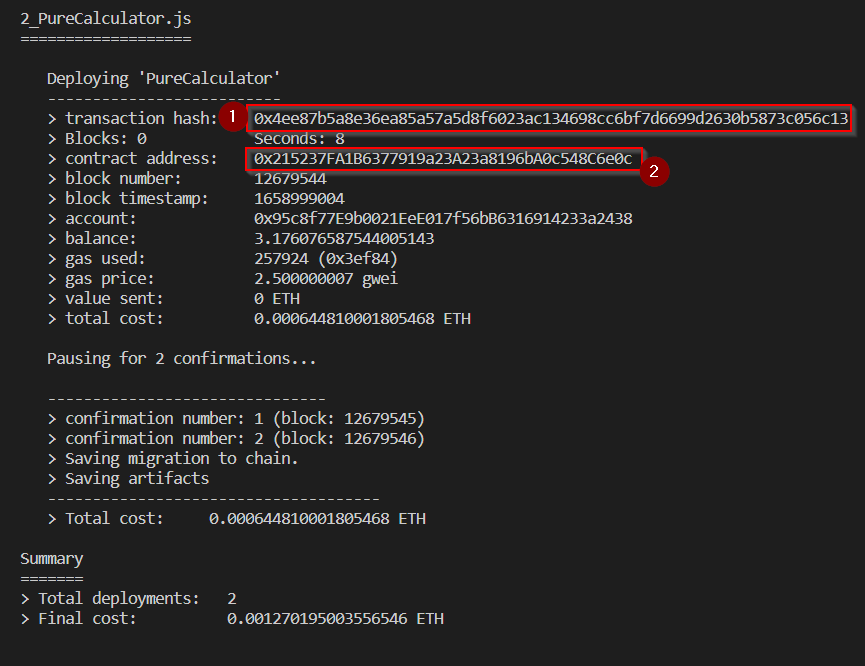 2_PureCalculator.js
===================
Deploying 'PureCalculator'
--------------------------
> transaction hash: 1 0x4ee87b5a8e36ea85a57a5d8f6023ac134698cc6bf7d6699d2630b5873c056c13
> Blocks: 0 Seconds: 8
> contract address: 0x215237FA1B6377919a23A23a8196bA0c548C6e0c 2
> block number: 12679544
> block timestamp: 1658999004
> account: 0x95c8f77E9b0021EeE017f56bB6316914233a2438
> balance: 3.176076587544005143
> gas used: 257924 (0x3ef84)
> gas price: 2.500000007 gwei
> value sent: 0 ETH
> total cost: 0.000644810001805468 ETH
Pausing for 2 confirmations...
-------------------------------
> confirmation number: 1 (block: 12679545)
> confirmation number: 2 (block: 12679546)
> Saving migration to chain.
> Saving artifacts
-------------------------------------
> Total cost: 0.000644810001805468 ETH
Summary
=======
> Total deployments: 2
> Final cost: 0.001270195003556546 ETH